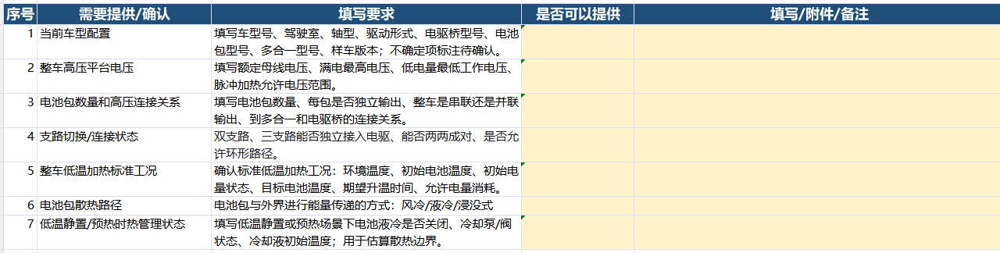 序号 需要提供/确认 填写要求 是否可以提供 填写/附件/备注
1 当前车型配置 填写车型号、驾驶室、轴型、驱动形式、电驱桥型号、电池
包型号、多合一型号、样车版本；不确定项标注待确认。
2 整车高压平台电压 填写额定母线电压、满电最高电压、低电量最低工作电压、
脉冲加热允许电压范围。
3 电池包数量和高压连接关系 填写电池包数量、每包是否独立输出、整车是串联还是并联
输出、到多合一和电驱桥的连接关系。
4 支路切换/连接状态 双支路、三支路能否独立接入电驱、能否两两成对、是否允
许环形路径。
5 整车低温加热标准工况 确认标准低温加热工况：环境温度、初始电池温度、初始电
量状态、目标电池温度、期望升温时间、允许电量消耗。
6 电池包散热路径 电池包与外界进行能量传递的方式：风冷/液冷/浸没式
7 低温静置/预热时热管理状态 填写低温静置或预热场景下电池液冷是否关闭、冷却泵/阀
状态、冷却液初始温度；用于估算散热边界。